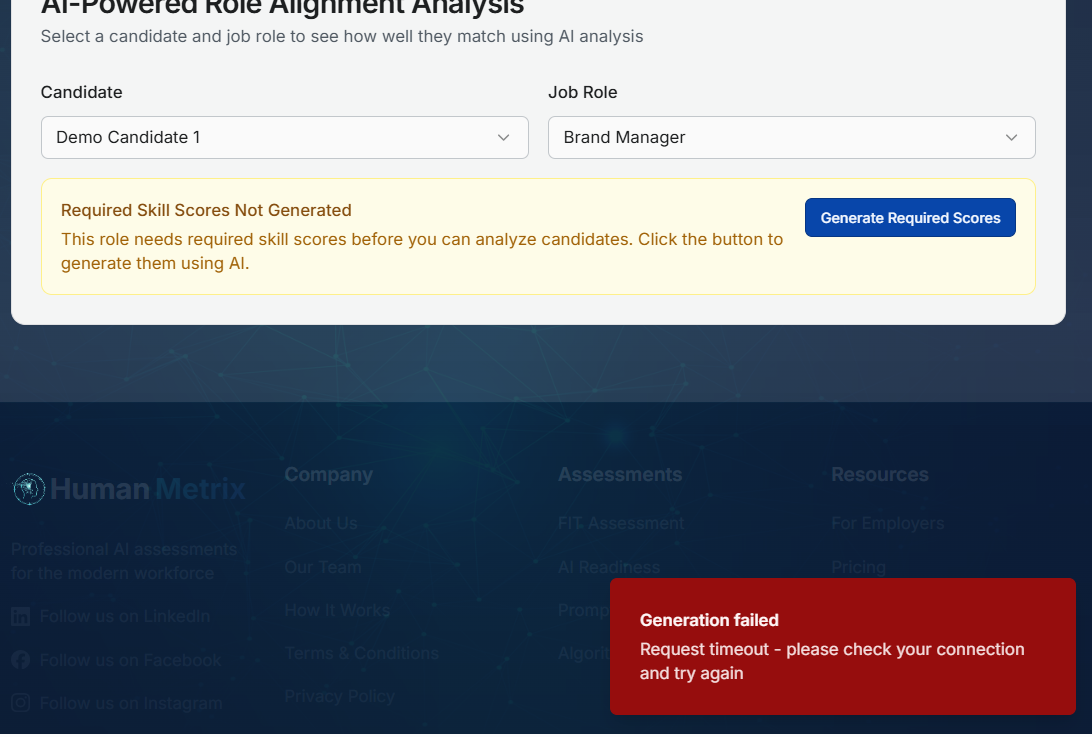 AI-Powered Role Alignment Analysis
Select a candidate and job role to see how well they match using AI analysis
Candidate
Job Role
Demo Candidate 1
Brand Manager
Required Skill Scores Not Generated
Generate Required Scores
This role needs required skill scores before you can analyze candidates. Click the button to
generate them using AI.
HumanMetrix
Professional AI assessments
for the modern workforce
Follow us on LinkedIn
Follow us on Facebook
Follow us on Instagram
Company
About Us
Our Team
How It Works
Terms & Conditions
Privacy Policy
Assessments
FIT Assessment
AI Readiness
Promp
Algorit
Resources
For Employers
Pricing
Generation failed
Request timeout - please check your connection
and try again